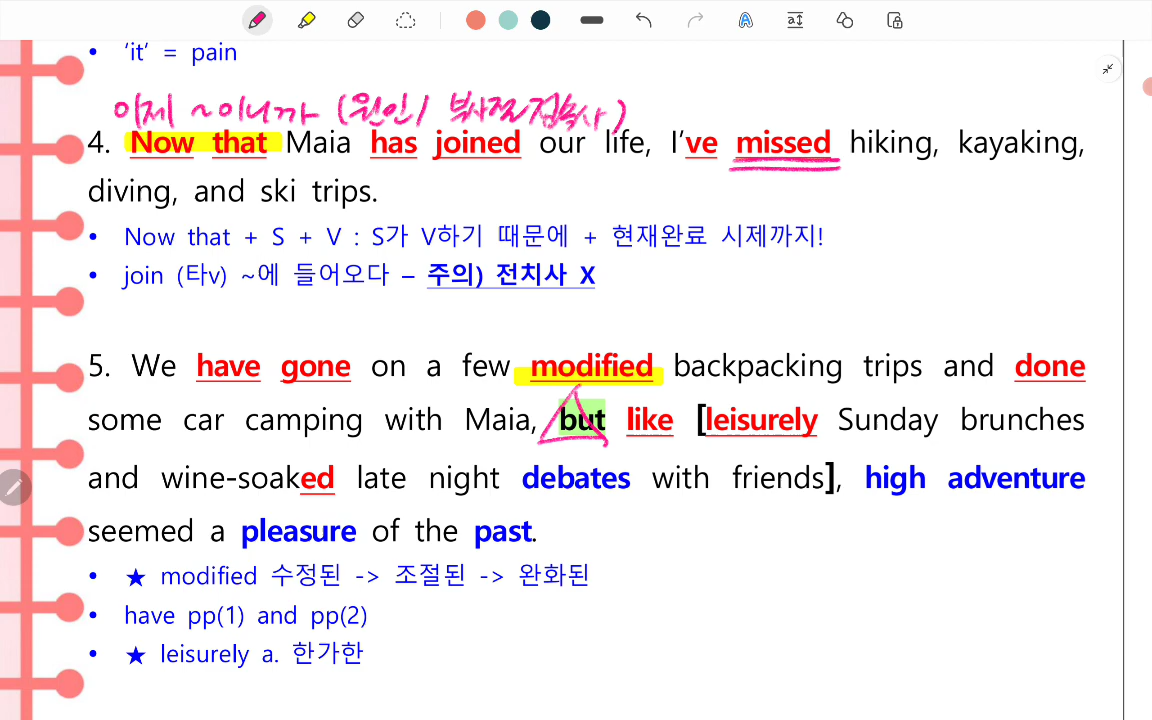 • ‘it’ = pain
이제 ~이니까 (원인/ 부사절접속사)
4. Now that Maia has joined our life, I’ve missed hiking, kayaking,
diving, and ski trips.
• Now that + S + V : S가 V하기 때문에 + 현재완료 시제까지!
• join (타v) ~에 들어오다 – 주의) 전치사 X
5. We have gone on a few modified backpacking trips and done
some car camping with Maia, but like [leisurely Sunday brunches
and wine-soaked late night debates with friends], high adventure
seemed a pleasure of the past.
• ★ modified 수정된 -> 조절된 -> 완화된
• have pp(1) and pp(2)
• ★ leisurely a. 한가한